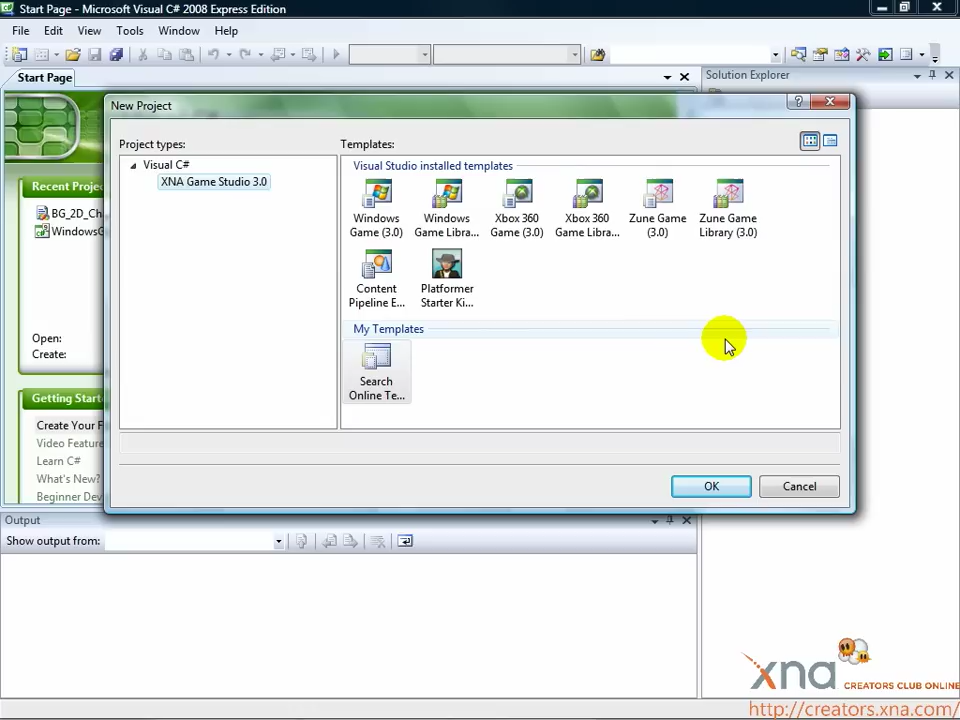 Start Page - Microsoft Visual C# 2008 Express Edition
File Edit View Tools Window Help
Start Page
Solution Explorer
New Project
Project types:
Templates:
Visual C#
XNA Game Studio 3.0
Visual Studio installed templates
Windows Game (3.0)
Windows Game Libra...
Xbox 360 Game (3.0)
Xbox 360 Game Libra...
Zune Game (3.0)
Zune Game Library (3.0)
Content Pipeline E...
Platformer Starter Ki...
My Templates
Search Online Te...
OK
Cancel
Recent Proje
BG_2D_Ch
WindowsG
Open:
Create:
Getting Starte
Create Your F
Video Feature
Learn C#
What's New?
Beginner Dev
Output
Show output from:
xna CREATORS CLUB ONLINE
http://creators.xna.com/